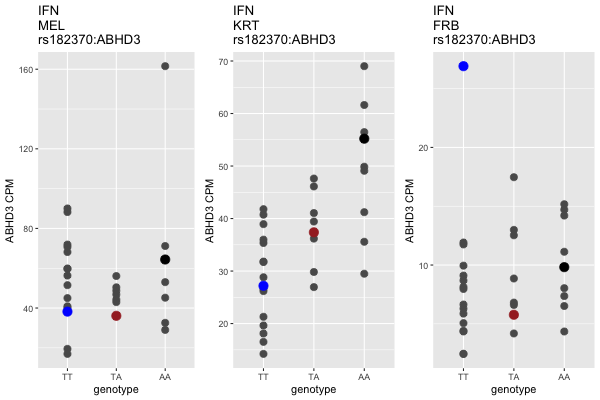 IFN
MEL
rs182370:ABHD3
ABHD3 CPM
160
120
80
40
TT
TA
AA
genotype
IFN
KRT
rs182370:ABHD3
ABHD3 CPM
70
60
50
40
30
20
TT
TA
AA
genotype
IFN
FRB
rs182370:ABHD3
ABHD3 CPM
20
10
TT
TA
AA
genotype